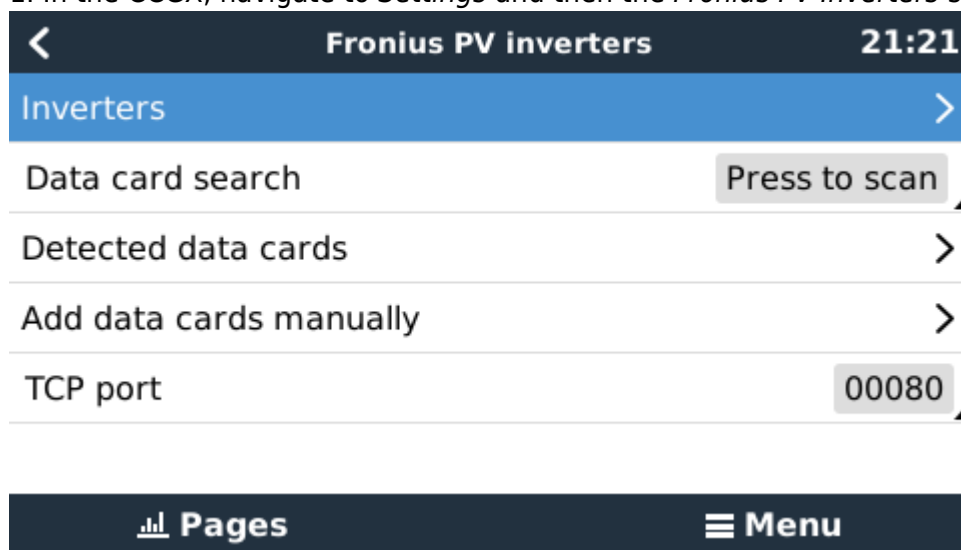 Fronius PV inverters 21:21
Inverters
Data card search Press to scan
Detected data cards
Add data cards manually
TCP port 00080
Pages Menu